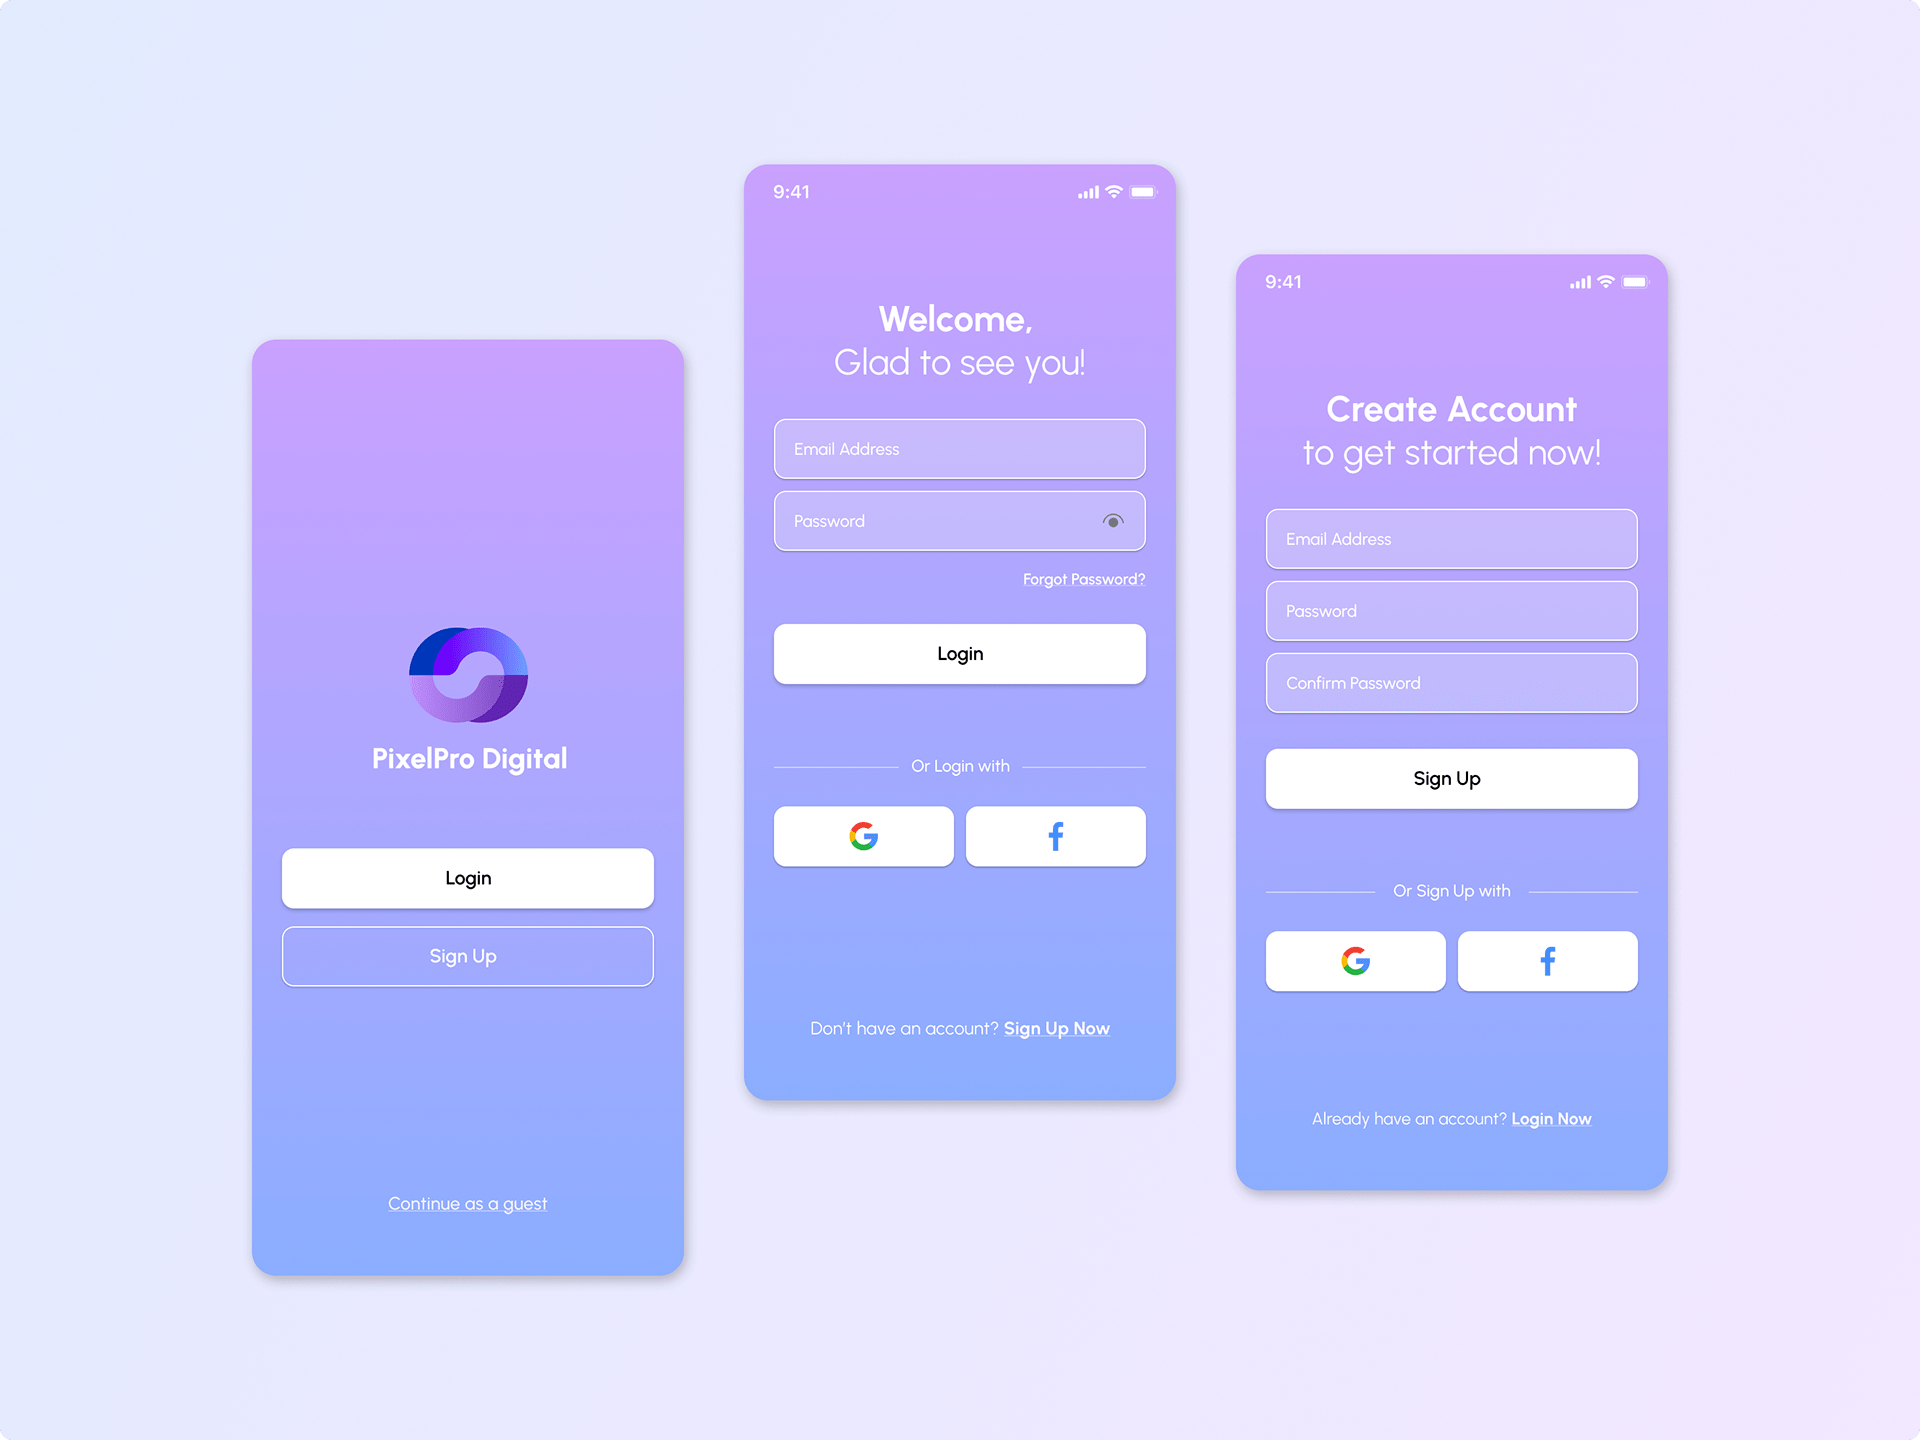 PixelPro Digital
Login
Sign Up
Continue as a guest
9:41
Welcome,
Glad to see you!
Email Address
Password
Forgot Password?
Login
Or Login with
Don't have an account? Sign Up Now
9:41
Create Account
to get started now!
Email Address
Password
Confirm Password
Sign Up
Or Sign Up with
Already have an account? Login Now